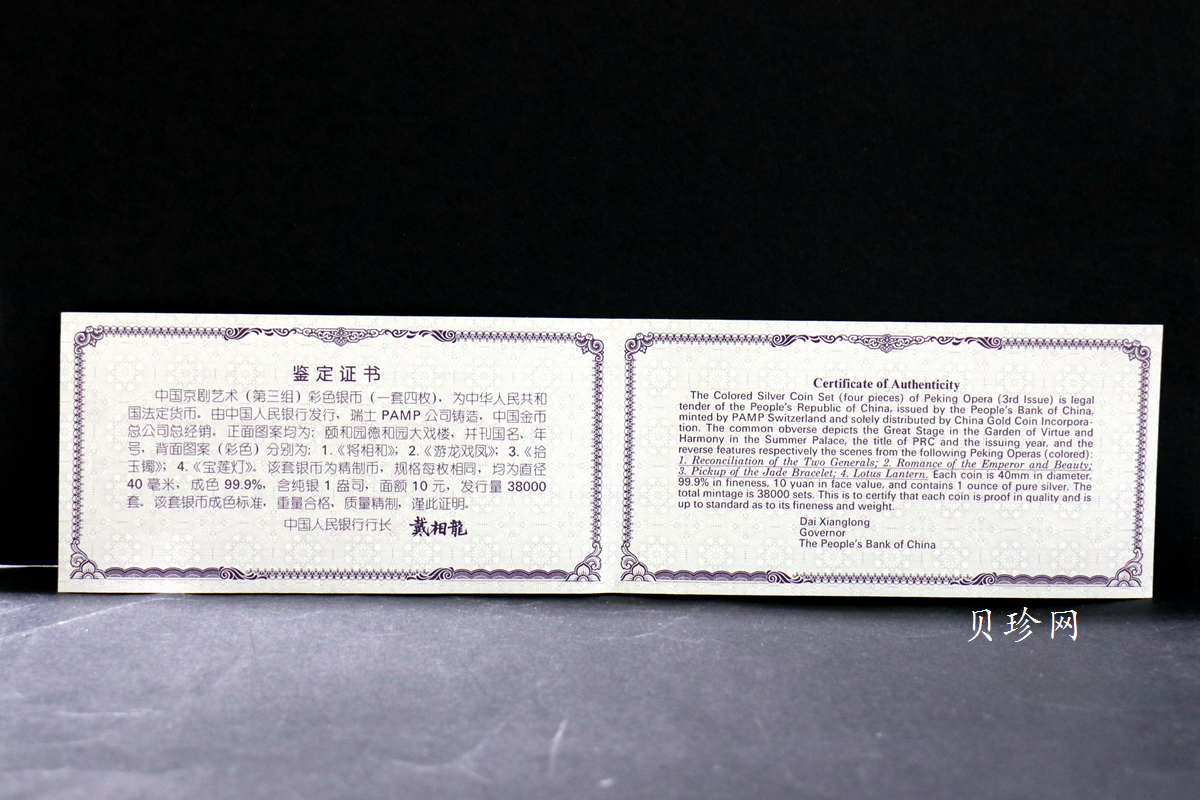 鉴定证书
中国京剧艺术（第三组）彩色银币（一套四枚），为中华人民共和
国法定货币。由中国人民银行发行，瑞士 PAMP 公司铸造，中国金币
总公司总经销。正面图案均为：颐和园德和园大戏楼，并刊国名、年
号，背面图案（彩色）分别为：1.《将相和》；2.《游龙戏凤》；3.《拾
玉镯》；4.《宝莲灯》。该套银币为精制币，规格每枚相同，均为直径
40 毫米，成色 99.9%，含纯银 1 盎司，面额 10 元，发行量 38000
套。该套银币成色标准，重量合格，质量精制，谨此证明。
中国人民银行行长 戴相龍
Certificate of Authenticity
The Colored Silver Coin Set (four pieces) of Peking Opera (3rd Issue) is legal
tender of the People's Republic of China, issued by the People's Bank of China,
minted by PAMP Switzerland and solely distributed by China Gold Coin Incorpora-
tion. The common obverse depicts the Great Stage in the Garden of Virtue and
Harmony in the Summer Palace, the title of PRC and the issuing year. and the
reverse features respectively the scenes from the following Peking Operas (colored):
1. Reconciliation of the Two Generals; 2. Romance of the Emperor and Beauty;
3. Pickup of the Jade Bracelet; 4. Lotus Lantern. Each coin is 40mm in diameter,
99.9% in fineness, 10 yuan in face value, and contains 1 ounce of pure silver. The
total mintage is 38000 sets. This is to certify that each coin is proof in quality and is
up to standard as to its fineness and weight.
Dai Xianglong
Governor
The People's Bank of China
贝珍网